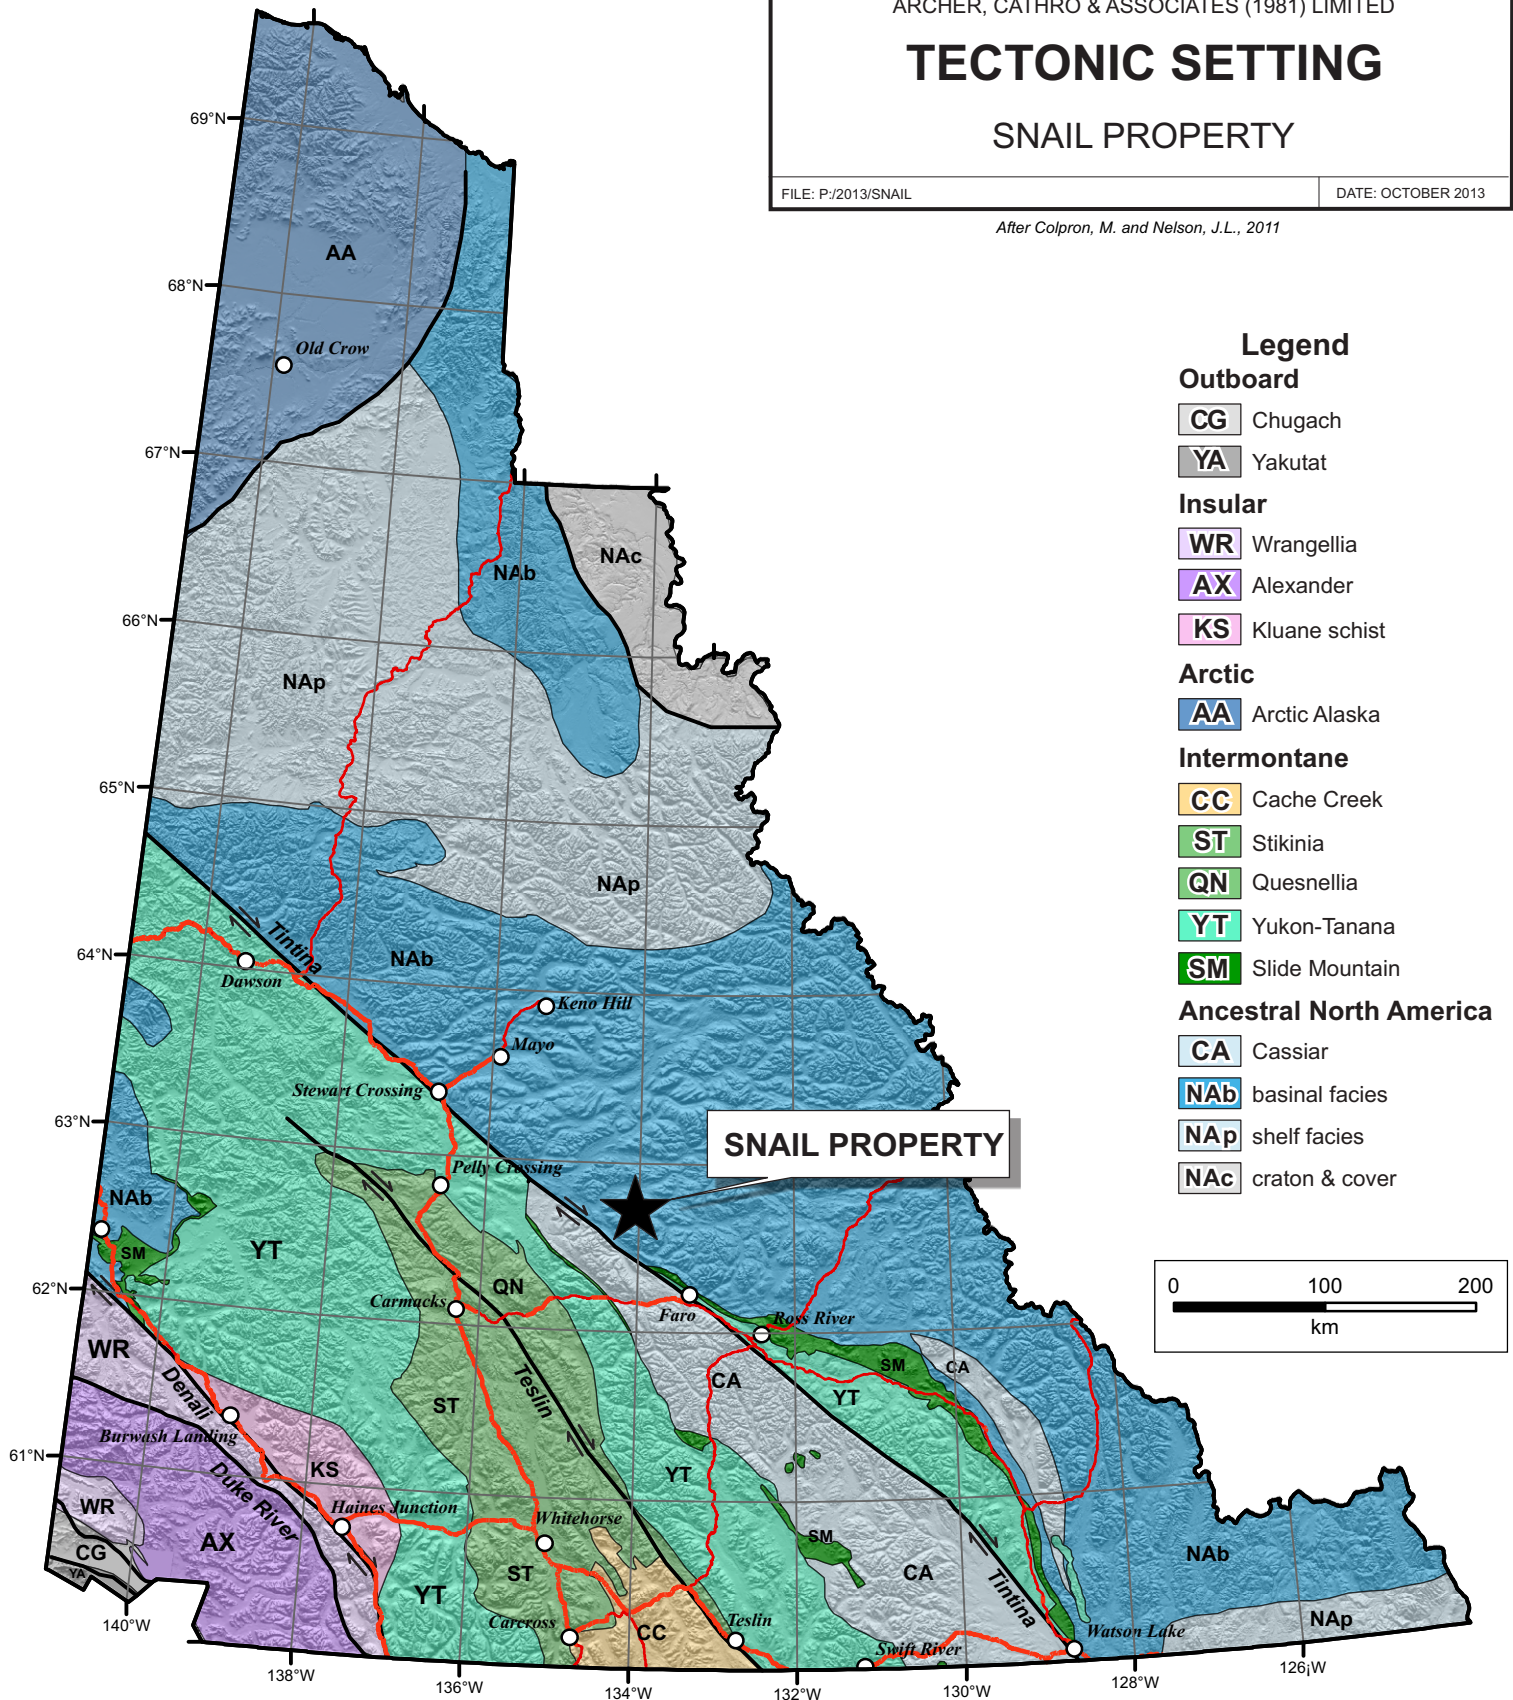 ARCHER, CATHRO & ASSOCIATES (1981) LIMITED
TECTONIC SETTING
SNAIL PROPERTY
FILE: P:/2013/SNAIL
DATE: OCTOBER 2013
After Colpron, M. and Nelson, J.L., 2011
69°N
AA
68°N
Old Crow
67°N
NAb
NAc
66°N
NAp
65°N
NAp
Tintina
64°N
NAb
Dawson
Keno Hill
Mayo
Stewart Crossing
63°N
SNAIL PROPERTY
Pelly Crossing
NAb
YT
SM
62°N
QN
Carmacks
Faro
Ross River
WR
SM
CA
Denali
Teslin
CA
YT
ST
Burwash Landing
61°N
KS
YT
Duke River
WR
Haines Junction
Whitehorse
SM
AX
CG
NAb
YA
ST
CA
YT
Tintina
140°W
Carcross
CC
Teslin
Swift River
Watson Lake
NAp
138°W
136°W
134°W
132°W
130°W
128°W
126°W
Legend
Outboard
CG Chugach
YA Yakutat
Insular
WR Wrangellia
AX Alexander
KS Kluane schist
Arctic
AA Arctic Alaska
Intermontane
CC Cache Creek
ST Stikinia
QN Quesnellia
YT Yukon-Tanana
SM Slide Mountain
Ancestral North America
CA Cassiar
NAb basinal facies
NAp shelf facies
NAc craton & cover
0 100 200
km